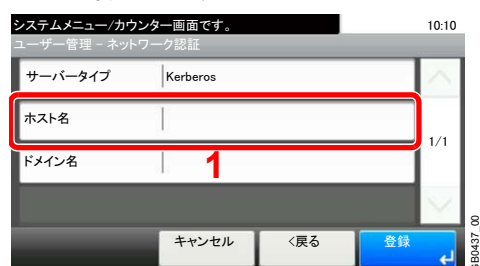 システムメニュー/カウンター画面です。
10:10
ユーザー管理 - ネットワーク認証
サーバータイプ Kerberos
ホスト名
1/1
ドメイン名
1
キャンセル <戻る 登録